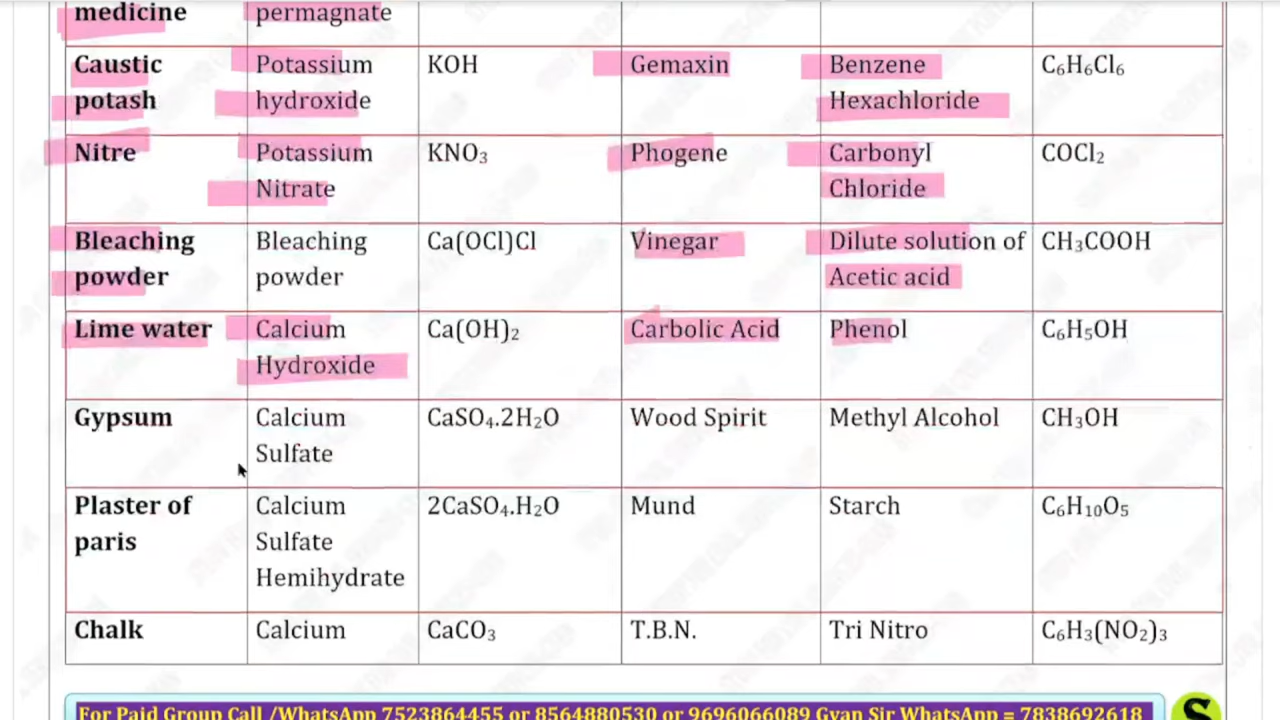 medicine permagnate
Caustic Potassium KOH Gemaxin Benzene C₆H₆Cl₆
potash hydroxide Hexachloride
Nitre Potassium KNO₃ Phogene Carbonyl COCl₂
Nitrate Chloride
Bleaching Bleaching Ca(OCl)Cl Vinegar Dilute solution of CH₃COOH
powder powder Acetic acid
Lime water Calcium Ca(OH)₂ Carbolic Acid Phenol C₆H₅OH
Hydroxide
Gypsum Calcium CaSO₄.2H₂O Wood Spirit Methyl Alcohol CH₃OH
Sulfate
Plaster of Calcium 2CaSO₄.H₂O Mund Starch C₆H₁₀O₅
paris Sulfate
Hemihydrate
Chalk Calcium CaCO₃ T.B.N. Tri Nitro C₆H₃(NO₂)₃
For Paid Group Call /WhatsApp 7523864455 or 8564880530 or 9696066089 Gyan Sir WhatsApp = 7838692618
S